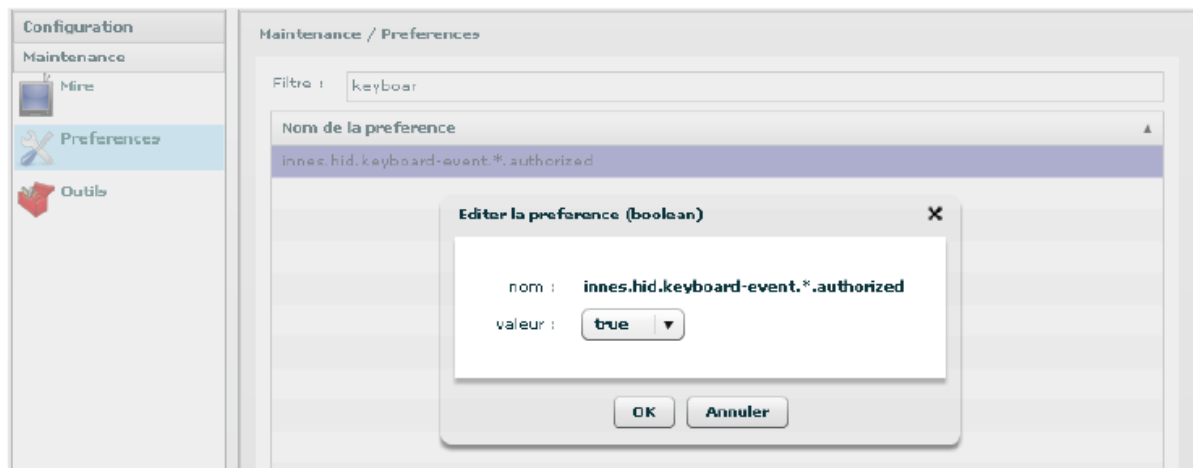 Configuration
Maintenance
Mire
Preferences
Outils
Maintenance / Preferences
Filtre : keyboar
Nom de la preference
innes.hid.keyboard-event.*.authorized
Editer la preference (boolean)
nom : innes.hid.keyboard-event.*.authorized
valeur : true
OK Annuler